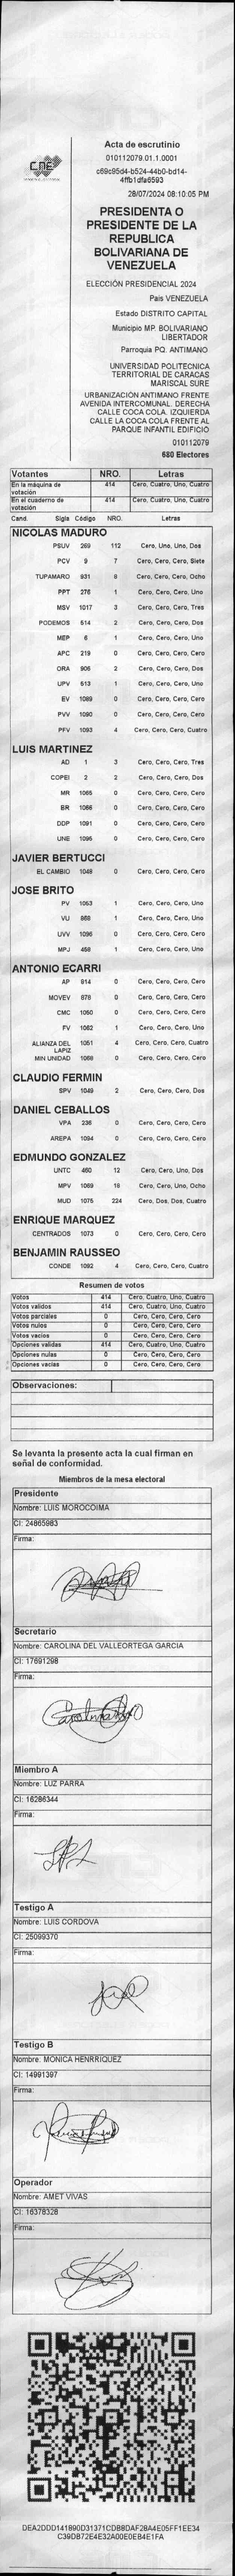 CNE
Acta de escrutinio
010112079.01.1.0001
c69c95d4-b524-44b0-bd14-
4ffb1dfa6593
28/07/2024 08:10:05 PM
PRESIDENTA O
PRESIDENTE DE LA
REPUBLICA
BOLIVARIANA DE
VENEZUELA
ELECCIÓN PRESIDENCIAL 2024
Pais VENEZUELA
Estado DISTRITO CAPITAL
Municipio MP. BOLIVARIANO
LIBERTADOR
Parroquia PQ. ANTIMANO
UNIVERSIDAD POLITECNICA
TERRITORIAL DE CARACAS
MARISCAL SURE
URBANIZACIÓN ANTIMANO FRENTE
AVENIDA INTERCOMUNAL. DERECHA
CALLE COCA COLA. IZQUIERDA
CALLE LA COCA COLA FRENTE AL
PARQUE INFANTIL EDIFICIO
010112079
680 Electores
Votantes NRO. Letras
En la máquina de votación 414 Cero, Cuatro, Uno, Cuatro
En el cuaderno de votación 414 Cero, Cuatro, Uno, Cuatro
Cand. Sigla Código NRO. Letras
NICOLAS MADURO
PSUV 269 112 Cero, Uno, Uno, Dos
PCV 9 7 Cero, Cero, Cero, Siete
TUPAMARO 931 8 Cero, Cero, Cero, Ocho
PPT 276 1 Cero, Cero, Cero, Uno
MSV 1017 3 Cero, Cero, Cero, Tres
PODEMOS 514 2 Cero, Cero, Cero, Dos
MEP 6 1 Cero, Cero, Cero, Uno
APC 219 0 Cero, Cero, Cero, Cero
ORA 906 2 Cero, Cero, Cero, Dos
UPV 513 1 Cero, Cero, Cero, Uno
EV 1089 0 Cero, Cero, Cero, Cero
PVV 1090 0 Cero, Cero, Cero, Cero
PFV 1093 4 Cero, Cero, Cero, Cuatro
LUIS MARTINEZ
AD 1 3 Cero, Cero, Cero, Tres
COPEI 2 2 Cero, Cero, Cero, Dos
MR 1065 0 Cero, Cero, Cero, Cero
BR 1066 0 Cero, Cero, Cero, Cero
DDP 1091 0 Cero, Cero, Cero, Cero
UNE 1095 0 Cero, Cero, Cero, Cero
JAVIER BERTUCCI
EL CAMBIO 1048 0 Cero, Cero, Cero, Cero
JOSE BRITO
PV 1053 1 Cero, Cero, Cero, Uno
VU 868 1 Cero, Cero, Cero, Uno
UVV 1096 0 Cero, Cero, Cero, Cero
MPJ 458 1 Cero, Cero, Cero, Uno
ANTONIO ECARRI
AP 914 0 Cero, Cero, Cero, Cero
MOVEV 878 0 Cero, Cero, Cero, Cero
CMC 1050 0 Cero, Cero, Cero, Cero
FV 1062 1 Cero, Cero, Cero, Uno
ALIANZA DEL LAPIZ 1051 4 Cero, Cero, Cero, Cuatro
MIN UNIDAD 1068 0 Cero, Cero, Cero, Cero
CLAUDIO FERMIN
SPV 1049 2 Cero, Cero, Cero, Dos
DANIEL CEBALLOS
VPA 236 0 Cero, Cero, Cero, Cero
AREPA 1094 0 Cero, Cero, Cero, Cero
EDMUNDO GONZALEZ
UNTC 460 12 Cero, Cero, Uno, Dos
MPV 1069 18 Cero, Cero, Uno, Ocho
MUD 1075 224 Cero, Dos, Dos, Cuatro
ENRIQUE MARQUEZ
CENTRADOS 1073 0 Cero, Cero, Cero, Cero
BENJAMIN RAUSSEO
CONDE 1092 4 Cero, Cero, Cero, Cuatro
Resumen de votos
Votos 414 Cero, Cuatro, Uno, Cuatro
Votos validos 414 Cero, Cuatro, Uno, Cuatro
Votos parciales 0 Cero, Cero, Cero, Cero
Votos nulos 0 Cero, Cero, Cero, Cero
Votos vacios 0 Cero, Cero, Cero, Cero
Opciones validas 414 Cero, Cuatro, Uno, Cuatro
Opciones nulas 0 Cero, Cero, Cero, Cero
Opciones vacias 0 Cero, Cero, Cero, Cero
Observaciones:
Se levanta la presente acta la cual firman en
señal de conformidad.
Miembros de la mesa electoral
Presidente
Nombre: LUIS MOROCOIMA
CI: 24865983
Firma:
Secretario
Nombre: CAROLINA DEL VALLEORTEGA GARCIA
CI: 17691298
Firma:
Miembro A
Nombre: LUZ PARRA
CI: 16286344
Firma:
Testigo A
Nombre: LUIS CORDOVA
CI: 25099370
Firma:
Testigo B
Nombre: MONICA HENRRIQUEZ
CI: 14991397
Firma:
Operador
Nombre: AMET VIVAS
CI: 16378328
Firma:
DEA2DDD141890D31371CDB8DAF28A4E05FF1EE34
C39DB72E4E32A00E0EB4E1FA